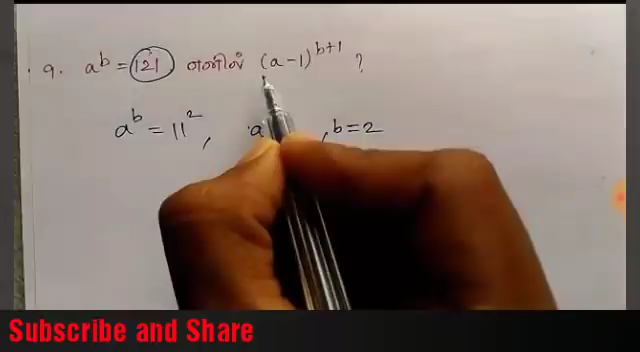 9. a^b = 121 எனில் (a-1)^{b+1} ?
a^b = 11^2, a , b = 2
Subscribe and Share